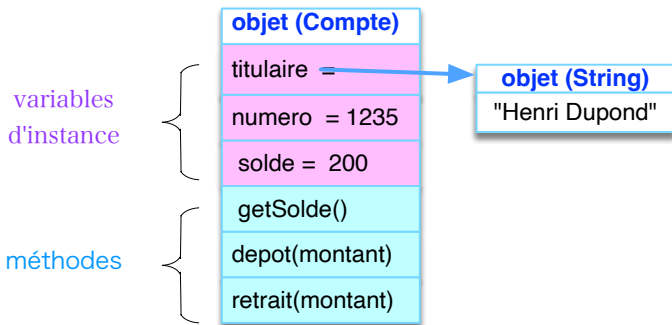 objet (Compte)
titulaire =
objet (String)
"Henri Dupond"
variables
d'instance
numero = 1235
solde = 200
getSolde()
méthodes
depot(montant)
retrait(montant)